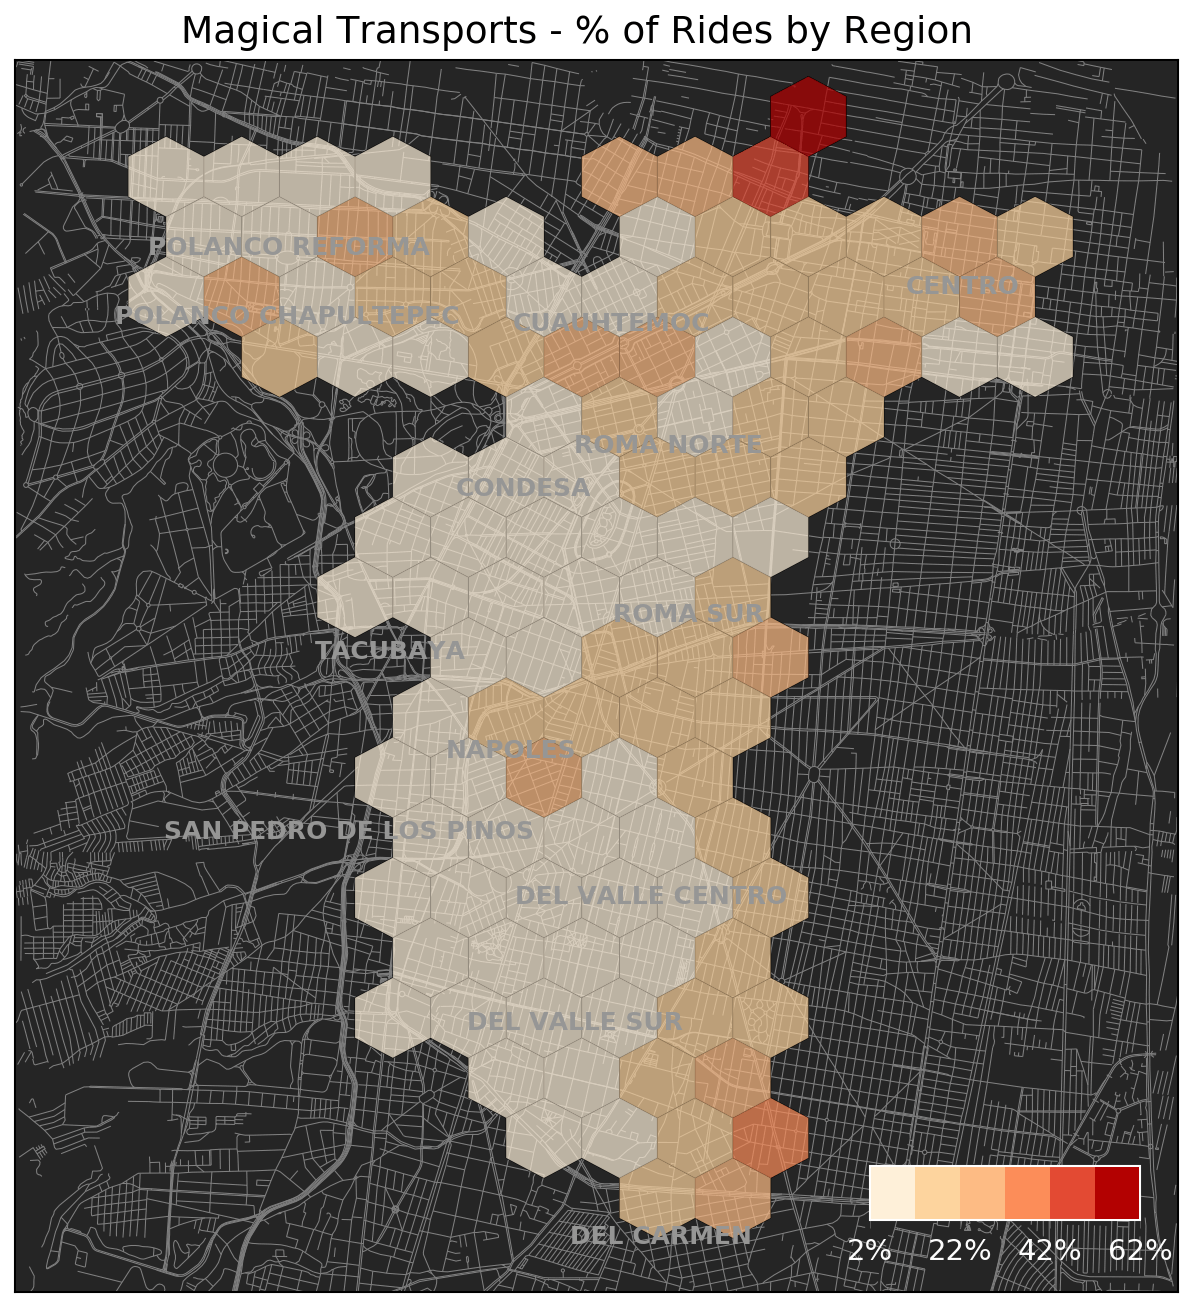 Magical Transports - % of Rides by Region
POLANCO REFORMA
CENTRO
POLANCO CHAPULTEPEC
CUAUHTEMOC
ROMA NORTE
CONDESA
ROMA SUR
TACUBAYA
NAPOLES
SAN PEDRO DE LOS PINOS
DEL VALLE CENTRO
DEL VALLE SUR
DEL CARMEN
2% 22% 42% 62%